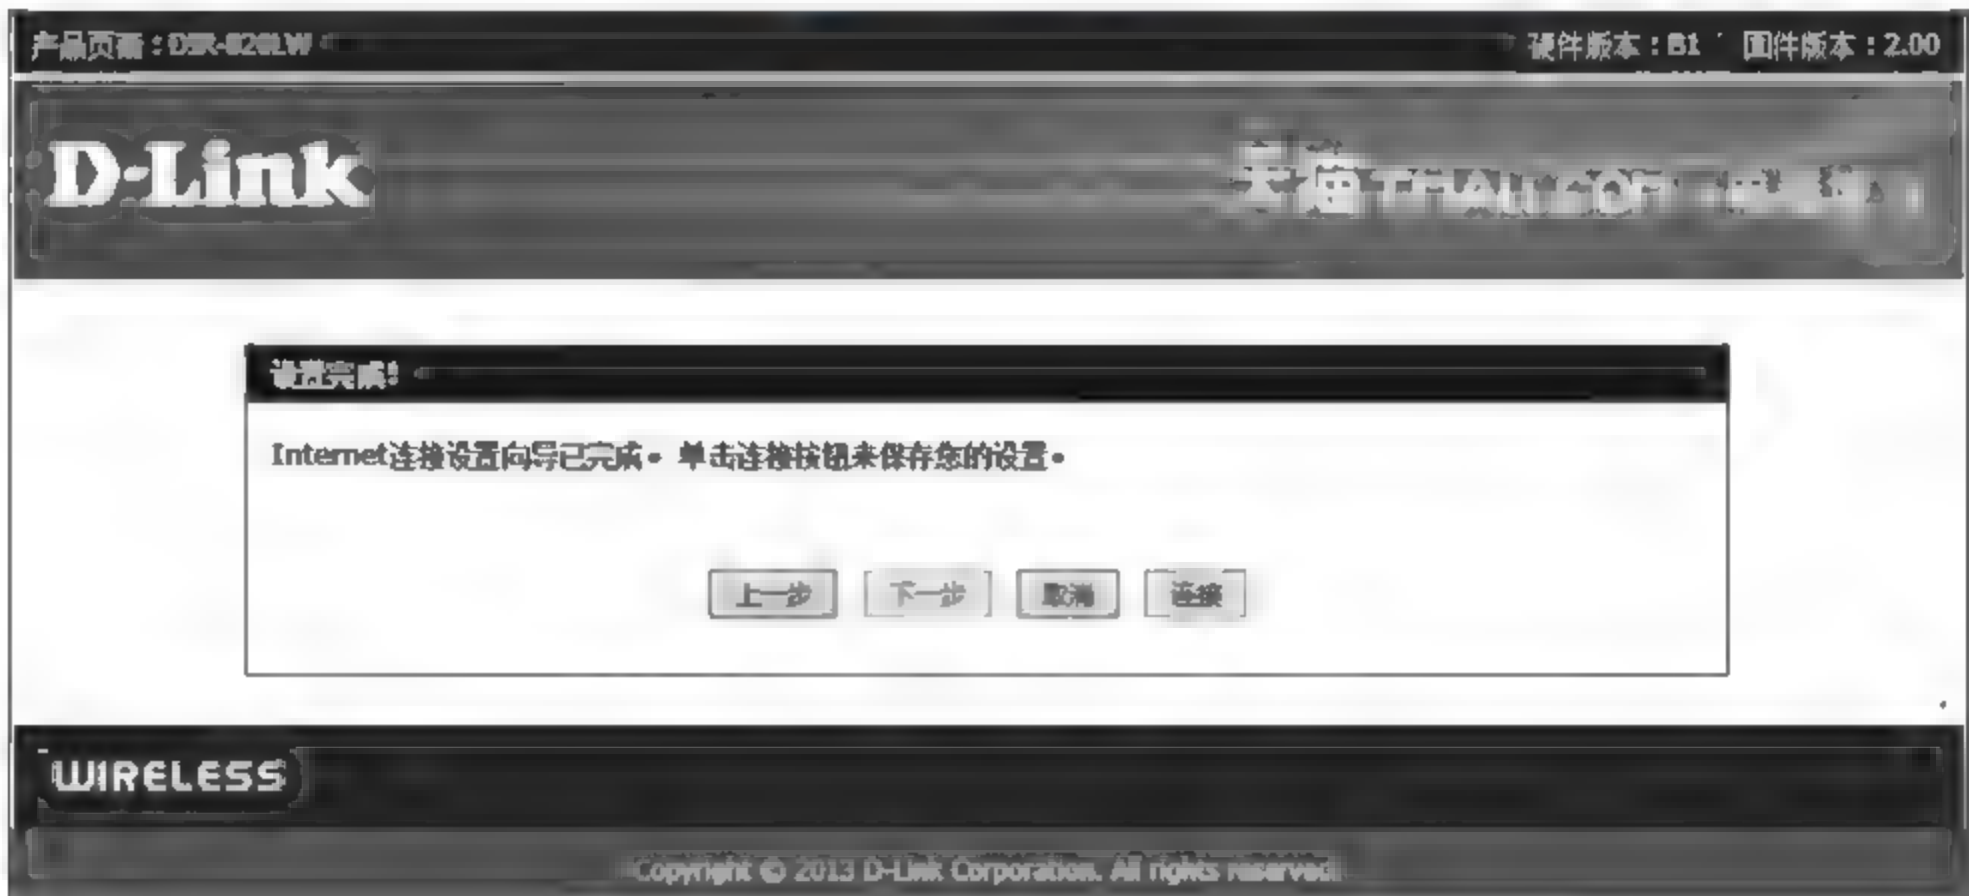 产品页面：DIR-820LW 硬件版本：B1 固件版本：2.00
D-Link
设置完成!
Internet连接设置向导已完成。 单击连接按钮来保存您的设置。
上一步 下一步 取消 连接
WIRELESS
Copyright © 2013 D-Link Corporation. All rights reserved.